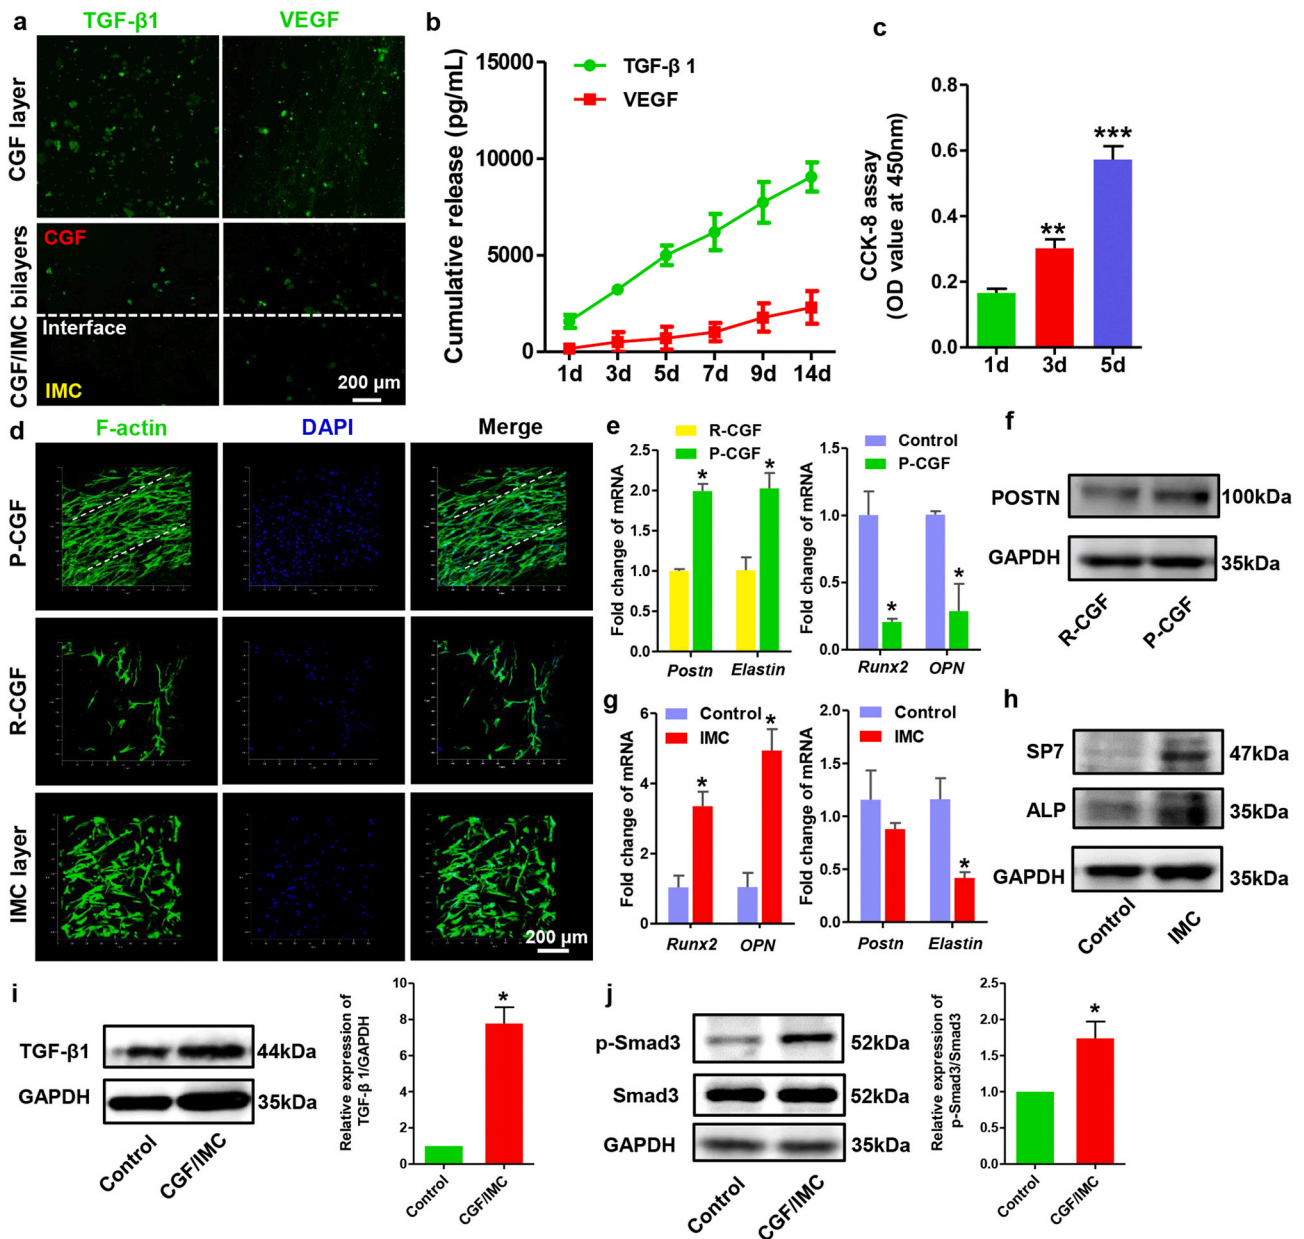 a
TGF-β1
VEGF
CGF layer
CGF/IMC bilayers
CGF
Interface
IMC
200 μm
b
Cumulative release (pg/mL)
15000
10000
5000
0
TGF-β 1
VEGF
1d 3d 5d 7d 9d 14d
c
CCK-8 assay
(OD value at 450nm)
0.8
0.6
0.4
0.2
0.0
**
***
1d 3d 5d
d
F-actin
DAPI
Merge
P-CGF
R-CGF
IMC layer
200 μm
e
R-CGF
P-CGF
Fold change of mRNA
2.5
2.0
1.5
1.0
0.5
0.0
* *
Postn Elastin
Control
P-CGF
Fold change of mRNA
1.5
1.0
0.5
0.0
* *
Runx2 OPN
f
POSTN
100kDa
GAPDH
35kDa
R-CGF
P-CGF
g
Control
IMC
Fold change of mRNA
6
4
2
0
* *
Runx2 OPN
Control
IMC
Fold change of mRNA
2.0
1.5
1.0
0.5
0.0
*
Postn Elastin
h
SP7
47kDa
ALP
35kDa
GAPDH
35kDa
Control
IMC
i
TGF-β1
44kDa
GAPDH
35kDa
Control
CGF/IMC
Relative expression of
TGF-β 1/GAPDH
10
8
6
4
2
0
*
Control
CGF/IMC
j
p-Smad3
52kDa
Smad3
52kDa
GAPDH
35kDa
Control
CGF/IMC
Relative expression of
p-Smad3/Smad3
2.5
2.0
1.5
1.0
0.5
0.0
*
Control
CGF/IMC